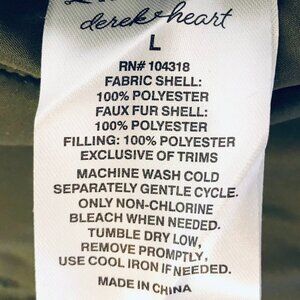 derek heart
L
RN# 104318
FABRIC SHELL:
100% POLYESTER
FAUX FUR SHELL:
100% POLYESTER
FILLING: 100% POLYESTER
EXCLUSIVE OF TRIMS
MACHINE WASH COLD
SEPARATELY GENTLE CYCLE.
ONLY NON-CHLORINE
BLEACH WHEN NEEDED.
TUMBLE DRY LOW,
REMOVE PROMPTLY,
USE COOL IRON IF NEEDED.
MADE IN CHINA